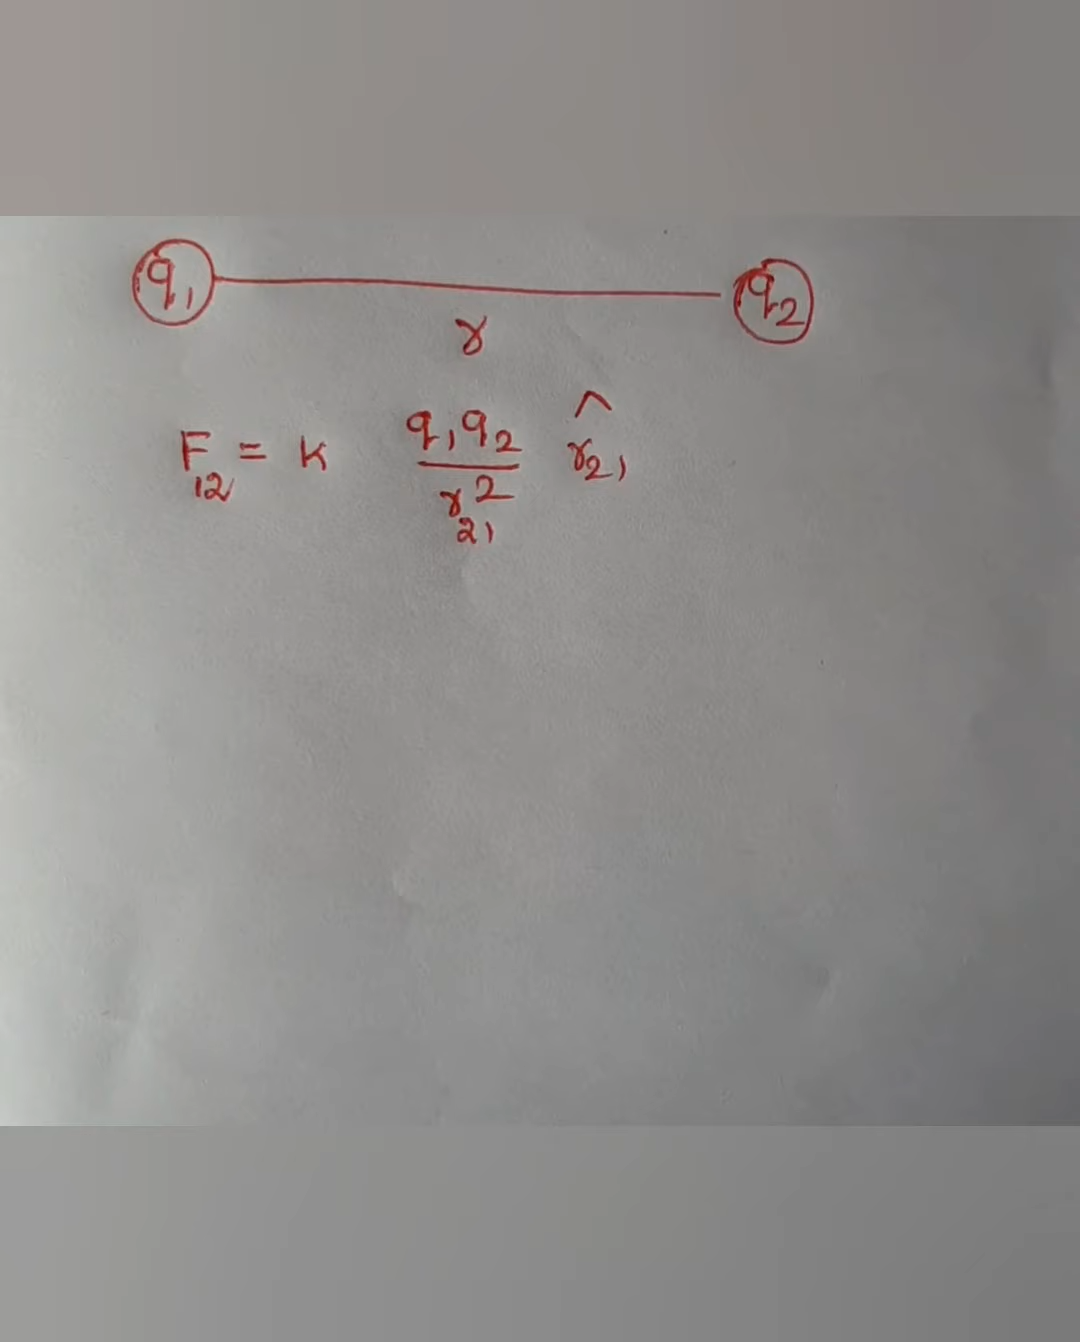 q₁ q₂
r
F₁₂ = K q₁q₂ / r₂₁² r̂₂₁